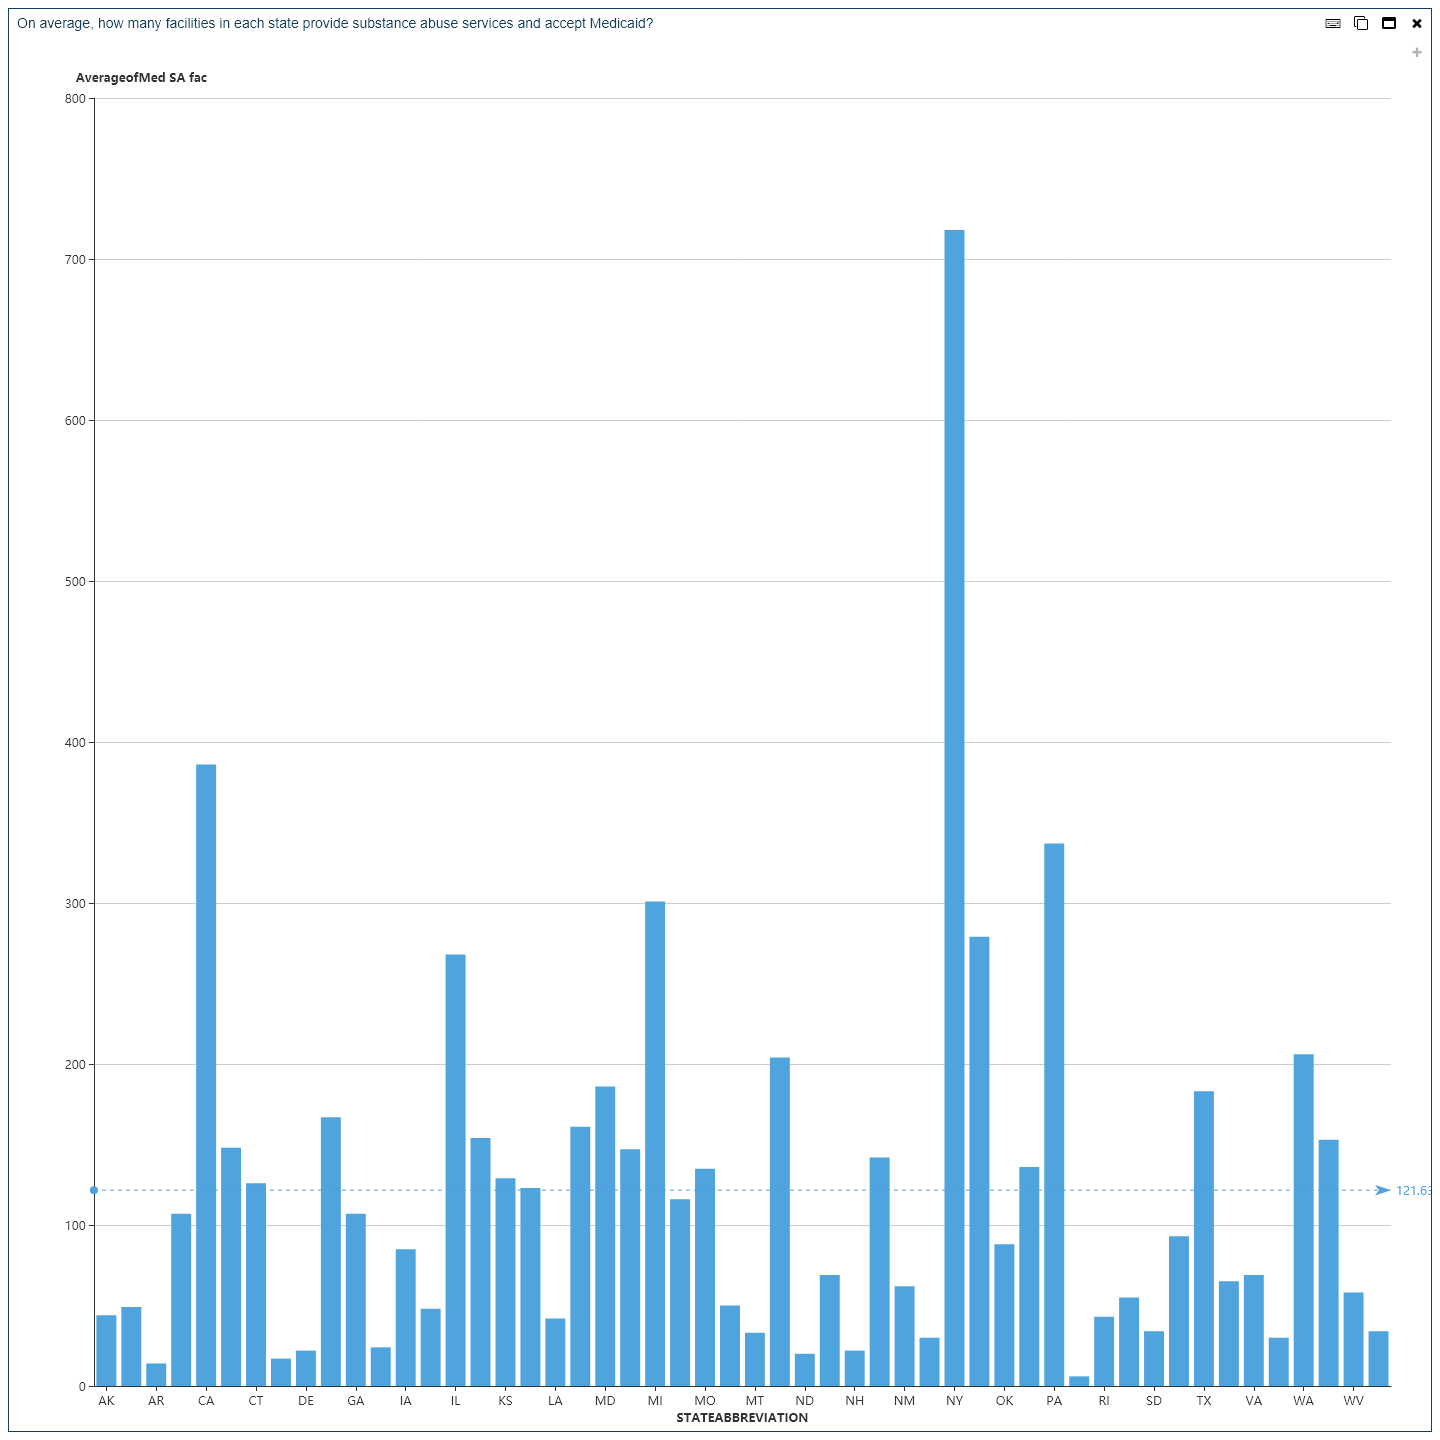 On average, how many facilities in each state provide substance abuse services and accept Medicaid?
AverageofMed SA fac
800
700
600
500
400
300
200
100
0
121.63
AK AR CA CT DE GA IA IL KS LA MD MI MO MT ND NH NM NY OK PA RI SD TX VA WA WV
STATEABBREVIATION